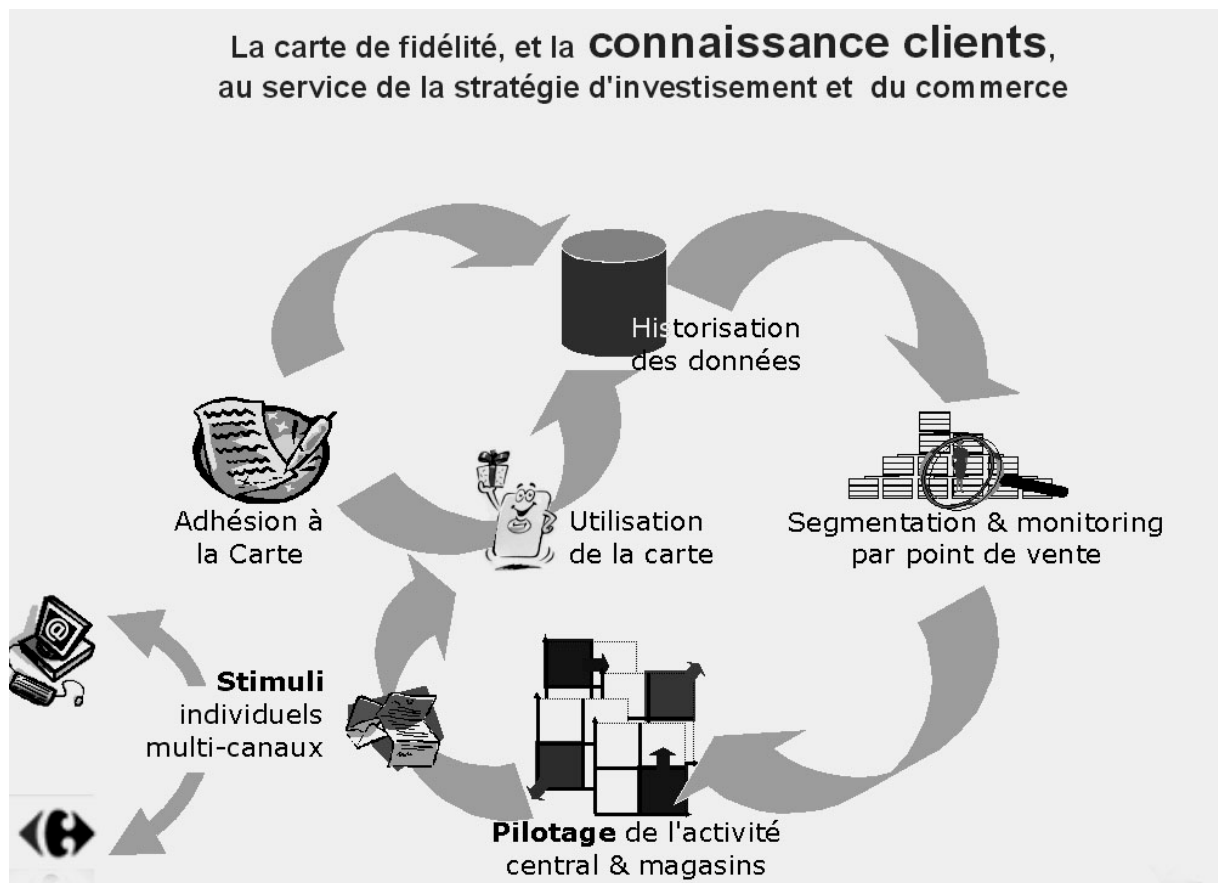 La carte de fidélité, et la connaissance clients,
au service de la stratégie d'investisement et du commerce
Historisation
des données
Adhésion à
la Carte
Utilisation
de la carte
Segmentation & monitoring
par point de vente
Stimuli
individuels
multi-canaux
@
Pilotage de l'activité
central & magasins